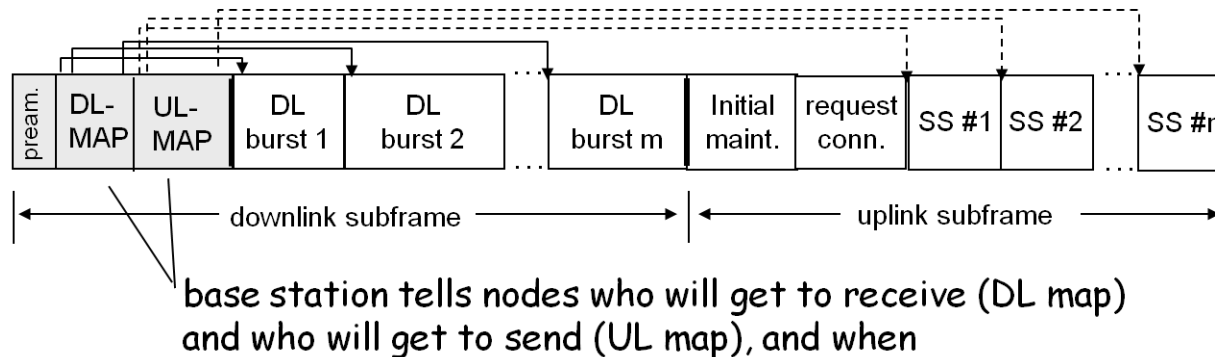 pream.
DL-
MAP
UL-
MAP
DL
burst 1
DL
burst 2
...
DL
burst m
Initial
maint.
request
conn.
SS #1
SS #2
...
downlink subframe
uplink subframe
base station tells nodes who will get to receive (DL map)
and who will get to send (UL map), and when